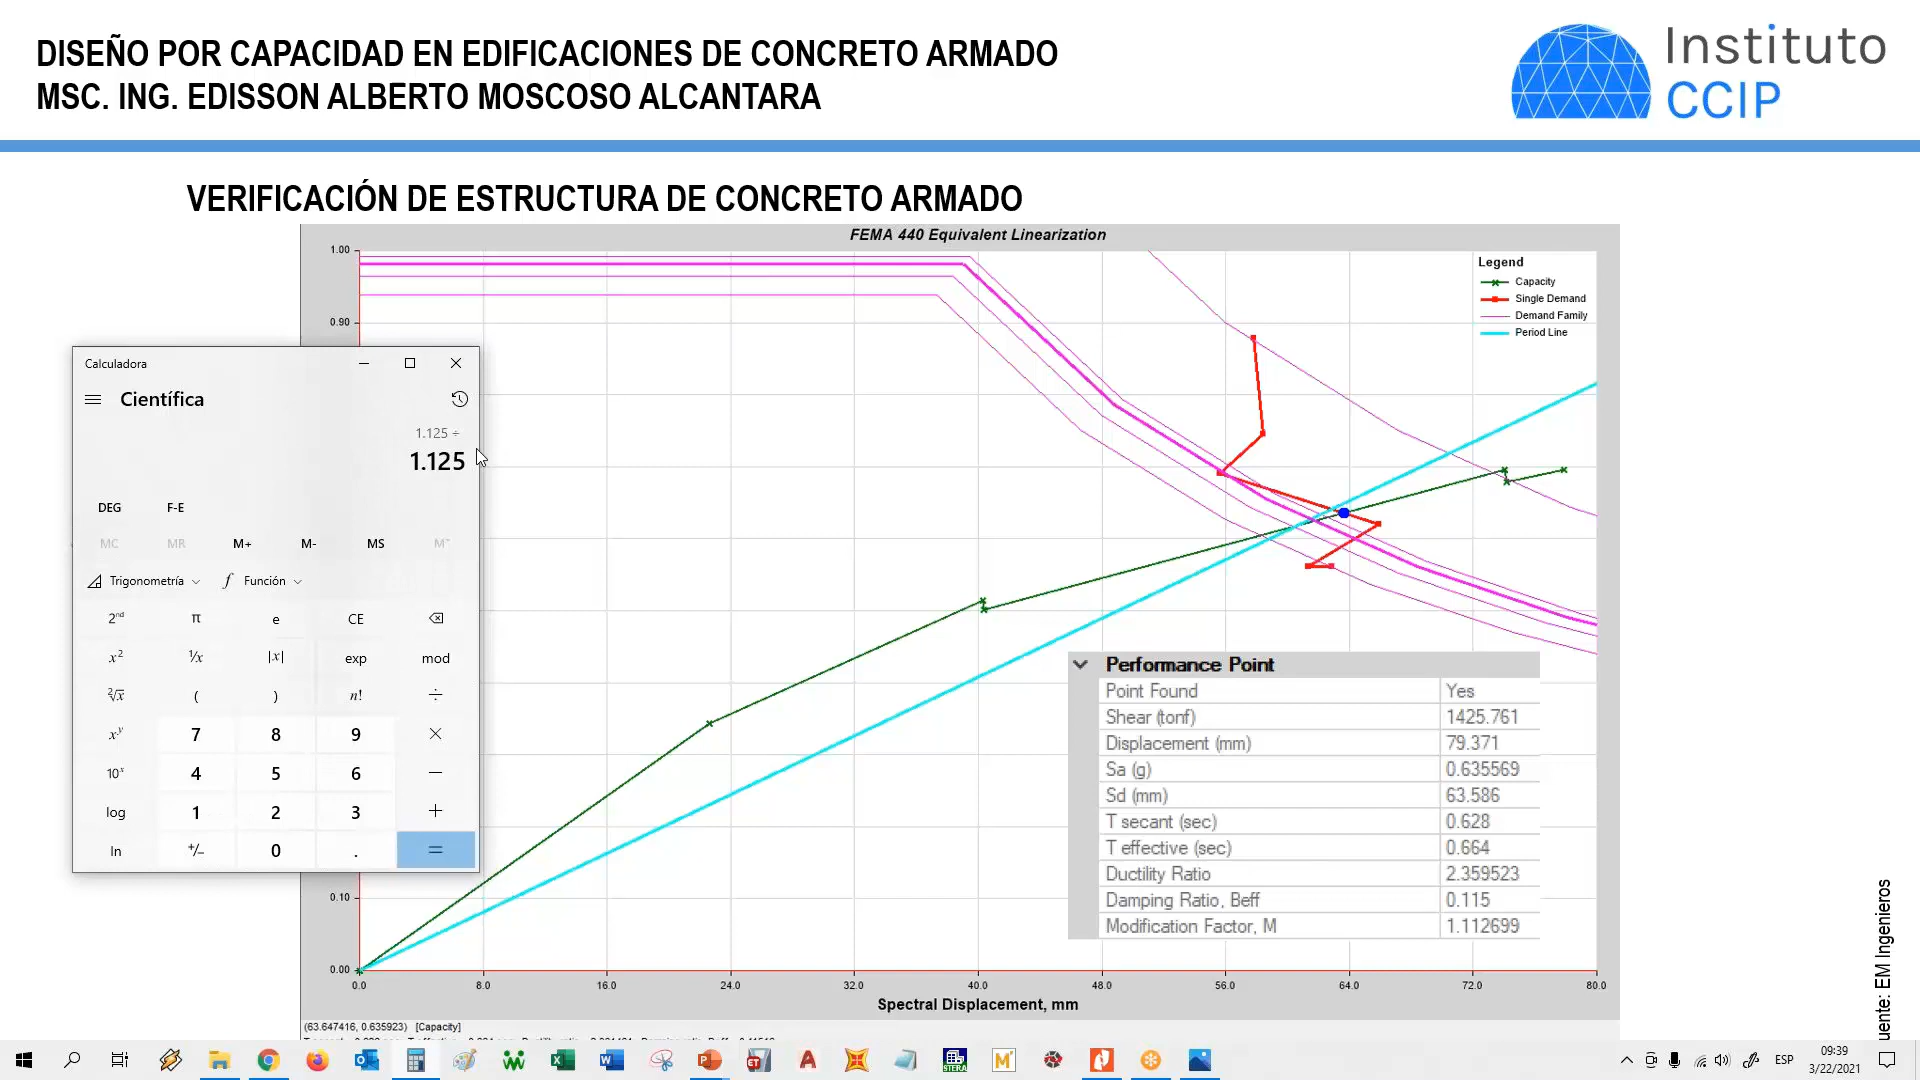 DISEÑO POR CAPACIDAD EN EDIFICACIONES DE CONCRETO ARMADO
MSC. ING. EDISSON ALBERTO MOSCOSO ALCANTARA
Instituto
CCIP
VERIFICACIÓN DE ESTRUCTURA DE CONCRETO ARMADO
FEMA 440 Equivalent Linearization
1.00
0.90
0.10
0.00
Legend
Capacity
Single Demand
Demand Family
Period Line
Calculadora
Científica
1.125 ÷
1.125
DEG F-E
MC MR M+ M- MS M˅
Trigonometría Función
2nd π e CE
x² ¹/x |x| exp mod
²√x ( ) n! ÷
xʸ 7 8 9 ×
10ˣ 4 5 6 −
log 1 2 3 +
ln +/− 0 . =
Performance Point
Point Found Yes
Shear (tonf) 1425.761
Displacement (mm) 79.371
Sa (g) 0.635569
Sd (mm) 63.586
T secant (sec) 0.628
T effective (sec) 0.664
Ductility Ratio 2.359523
Damping Ratio, Beff 0.115
Modification Factor, M 1.112699
0.0 8.0 16.0 24.0 32.0 40.0 48.0 56.0 64.0 72.0 80.0
Spectral Displacement, mm
(63.647416, 0.635923) [Capacity]
uente: EM Ingenieros
STERA
ESP
09:39
3/22/2021